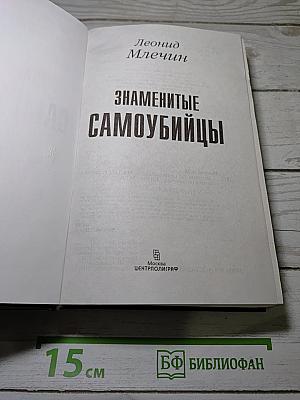 Леонид
Млечин
ЗНАМЕНИТЫЕ
САМОУБИЙЦЫ
Москва
ЦЕНТРПОЛИГРАФ
15 см
БФ БИБЛИОФАН